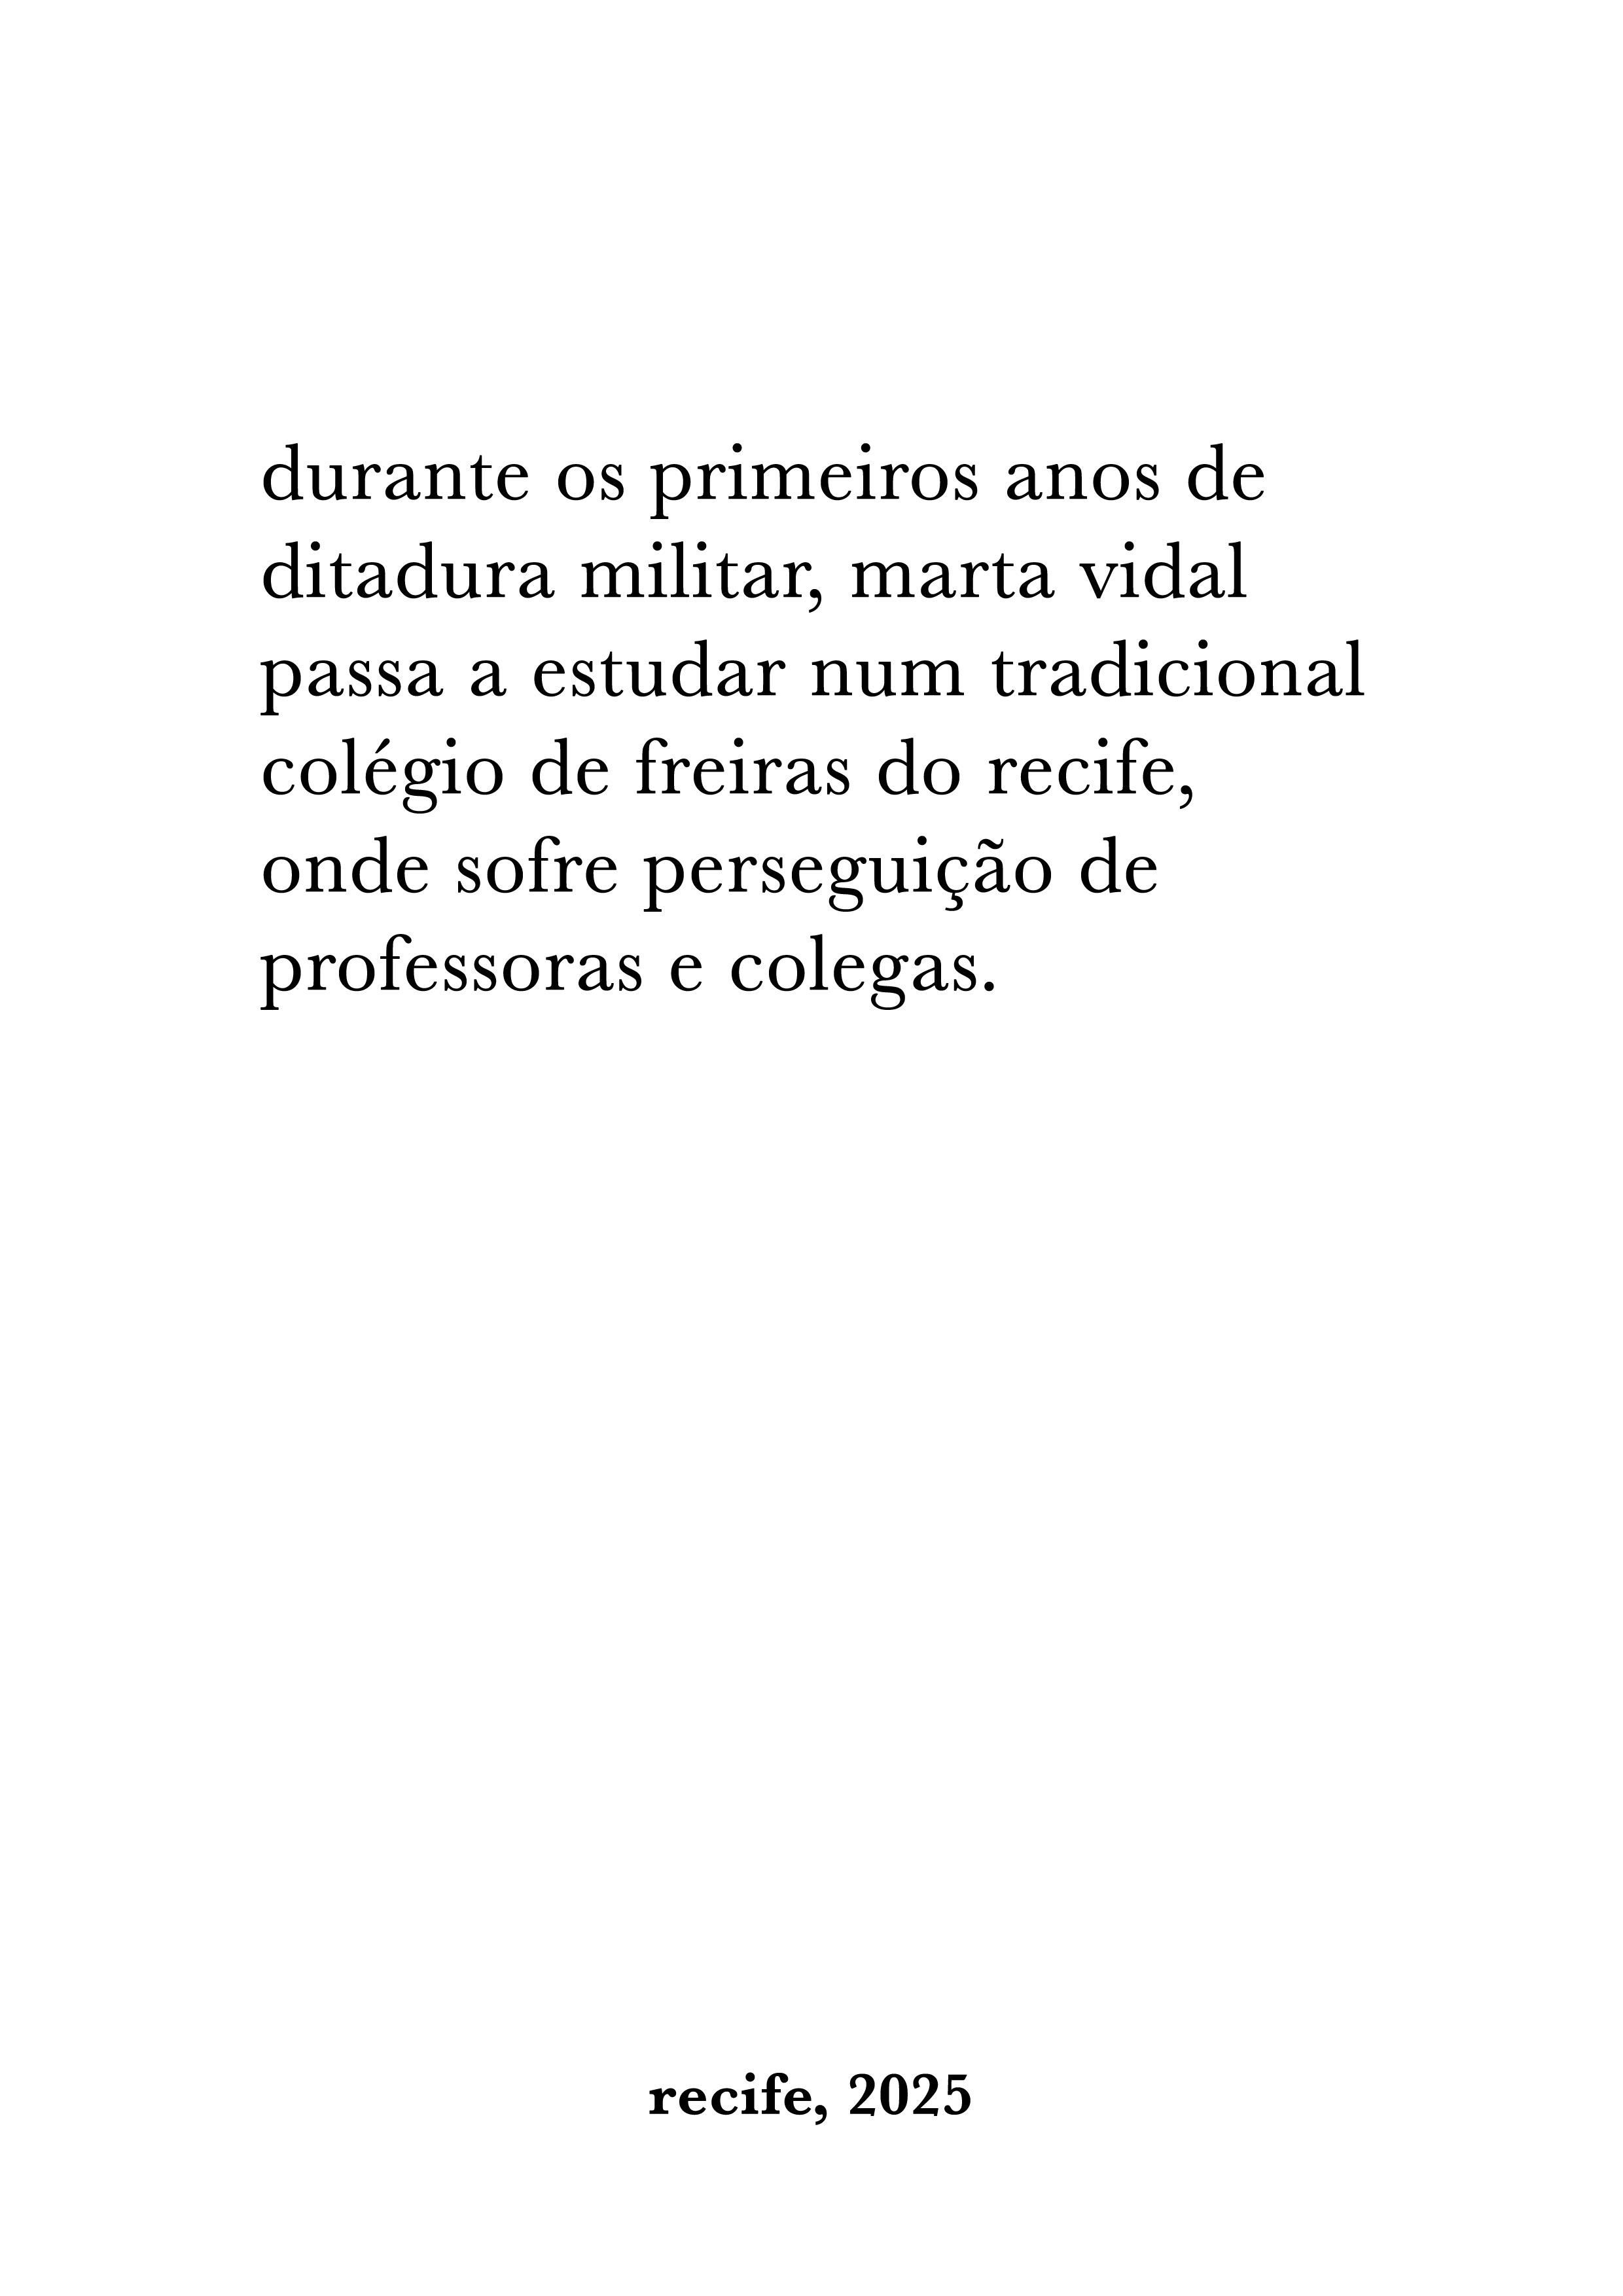 durante os primeiros anos de
ditadura militar, marta vidal
passa a estudar num tradicional
colégio de freiras do recife,
onde sofre perseguição de
professoras e colegas.
recife, 2025